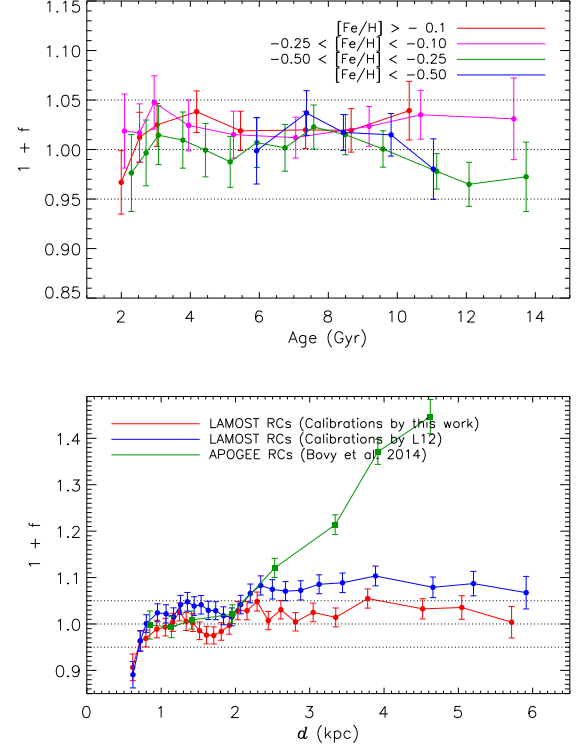 1.15
[Fe/H] > − 0.1
−0.25 < [Fe/H] < −0.10
1.10
−0.50 < [Fe/H] < −0.25
[Fe/H] < −0.50
1.05
1 + f
1.00
0.95
0.90
0.85
2 4 6 8 10 12 14
Age (Gyr)
LAMOST RCs (Calibrations by this work)
1.4
LAMOST RCs (Calibrations by L12)
APOGEE RCs (Bovy et al. 2014)
1.3
1.2
1 + f
1.1
1.0
0.9
0 1 2 3 4 5 6
d (kpc)